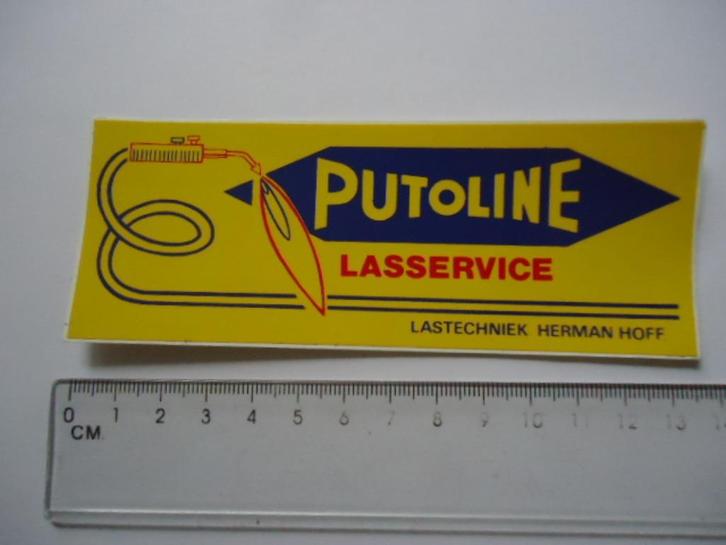 PUTOLINE
LASSERVICE
LASTECHNIEK HERMAN HOFF
0 1 2 3 4 5 6 7 8 9 10 11 12 13
CM